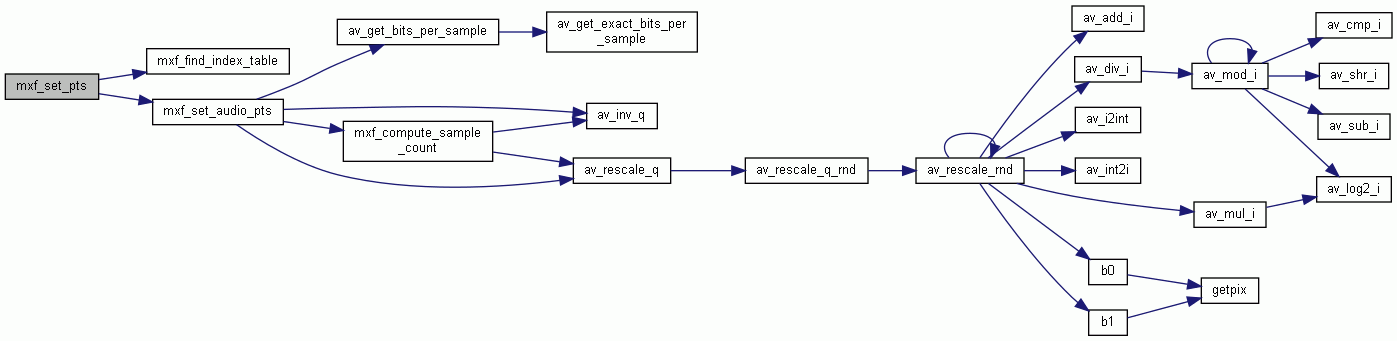 mxf_set_pts
mxf_find_index_table
mxf_set_audio_pts
av_get_bits_per_sample
av_get_exact_bits_per
_sample
mxf_compute_sample
_count
av_inv_q
av_rescale_q
av_rescale_q_rnd
av_rescale_rnd
av_add_i
av_div_i
av_i2int
av_int2i
av_mul_i
b0
b1
getpix
av_mod_i
av_cmp_i
av_shr_i
av_sub_i
av_log2_i